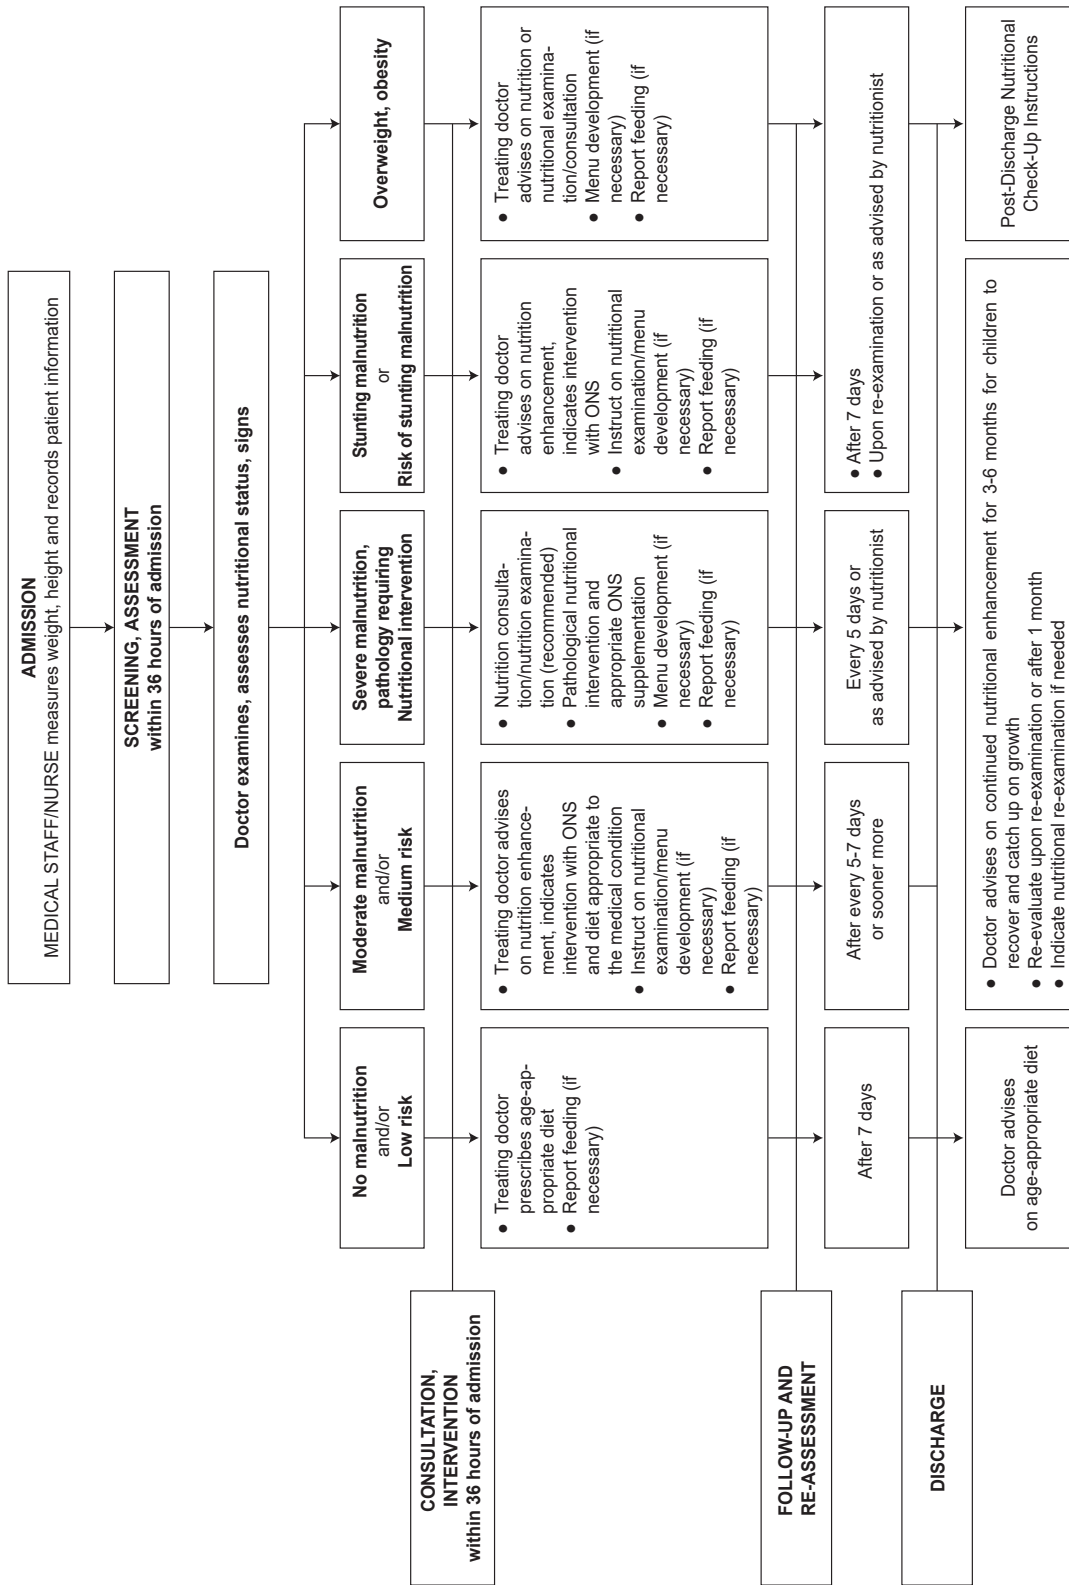 ADMISSION
MEDICAL STAFF/NURSE measures weight, height and records patient information
SCREENING, ASSESSMENT
within 36 hours of admission
Doctor examines, assesses nutritional status, signs
No malnutrition
and/or
Low risk
Moderate malnutrition
and/or
Medium risk
Severe malnutrition,
pathology requiring
Nutritional intervention
Stunting malnutrition
or
Risk of stunting malnutrition
Overweight, obesity
CONSULTATION,
INTERVENTION
within 36 hours of admission
● Treating doctor
prescribes age-ap-
propriate diet
● Report feeding (if
necessary)
● Treating doctor advises
on nutrition enhance-
ment, indicates
intervention with ONS
and diet appropriate to
the medical condition
● Instruct on nutritional
examination/menu
development (if
necessary)
● Report feeding (if
necessary)
● Nutrition consulta-
tion/nutrition examina-
tion (recommended)
● Pathological nutritional
intervention and
appropriate ONS
supplementation
● Menu development (if
necessary)
● Report feeding (if
necessary)
● Treating doctor
advises on nutrition
enhancement,
indicates intervention
with ONS
● Instruct on nutritional
examination/menu
development (if
necessary)
● Report feeding (if
necessary)
● Treating doctor
advises on nutrition or
nutritional examina-
tion/consultation
● Menu development (if
necessary)
● Report feeding (if
necessary)
FOLLOW-UP AND
RE-ASSESSMENT
After 7 days
After every 5-7 days
or sooner more
Every 5 days or
as advised by nutritionist
● After 7 days
● Upon re-examination or as advised by nutritionist
DISCHARGE
Doctor advises
on age-appropriate diet
● Doctor advises on continued nutritional enhancement for 3-6 months for children to
recover and catch up on growth
● Re-evaluate upon re-examination or after 1 month
● Indicate nutritional re-examination if needed
Post-Discharge Nutritional
Check-Up Instructions